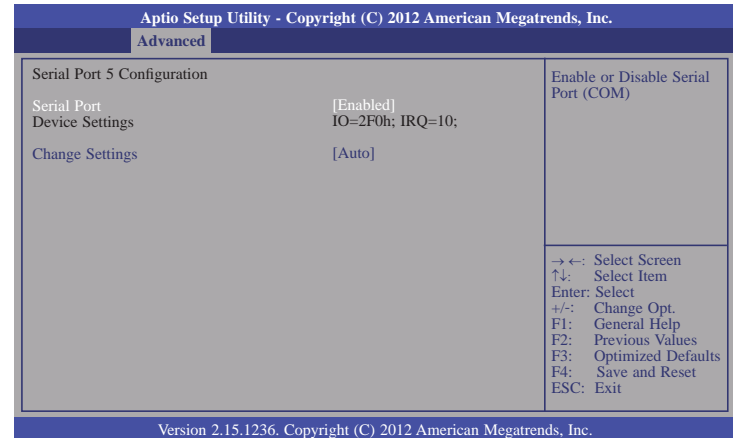 Aptio Setup Utility - Copyright (C) 2012 American Megatrends, Inc.
Advanced
Serial Port 5 Configuration
Serial Port [Enabled]
Device Settings IO=2F0h; IRQ=10;
Change Settings [Auto]
Enable or Disable Serial
Port (COM)
→←: Select Screen
↑↓: Select Item
Enter: Select
+/-: Change Opt.
F1: General Help
F2: Previous Values
F3: Optimized Defaults
F4: Save and Reset
ESC: Exit
Version 2.15.1236. Copyright (C) 2012 American Megatrends, Inc.